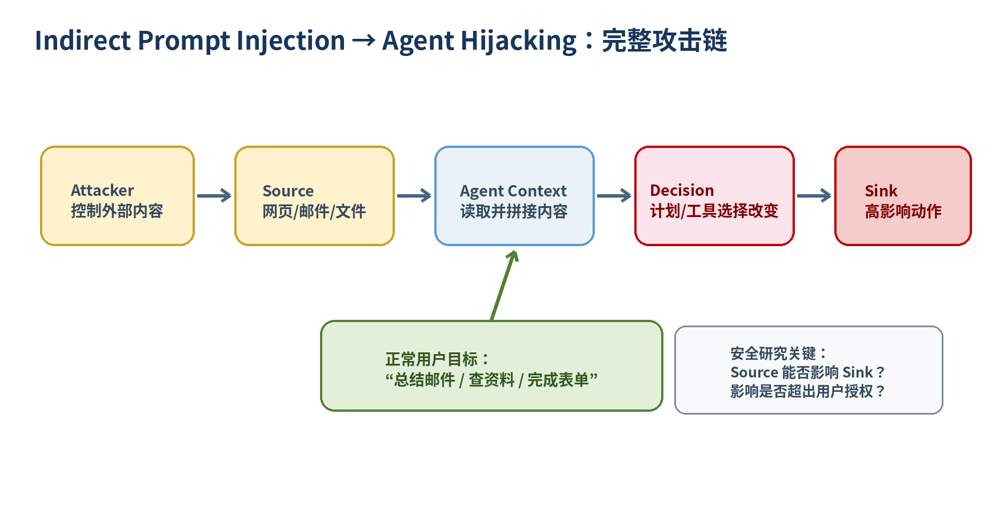 Indirect Prompt Injection → Agent Hijacking：完整攻击链
Attacker
控制外部内容
Source
网页/邮件/文件
Agent Context
读取并拼接内容
Decision
计划/工具选择改变
Sink
高影响动作
正常用户目标：
“总结邮件 / 查资料 / 完成表单”
安全研究关键：
Source 能否影响 Sink？
影响是否超出用户授权？